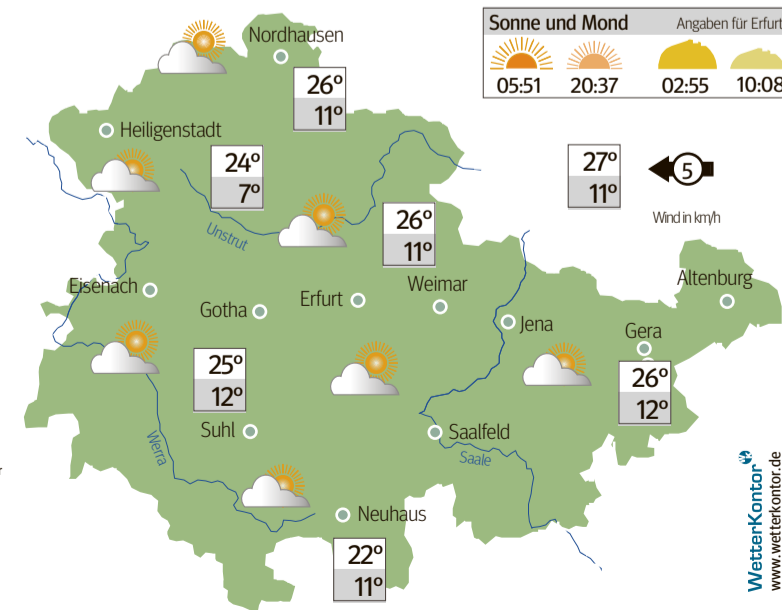 Sonne und Mond Angaben für Erfurt
05:51 20:37 02:55 10:08
Nordhausen
26° 
11°
Heiligenstadt
24°
7°
27°
11°
5
Wind in km/h
Unstrut
26°
11°
Eisenach
Gotha
Erfurt
Weimar
Jena
Altenburg
Gera
26°
12°
25°
12°
Suhl
Saalfeld
Saale
Werra
Neuhaus
22°
11°
WetterKontor
www.wetterkontor.de